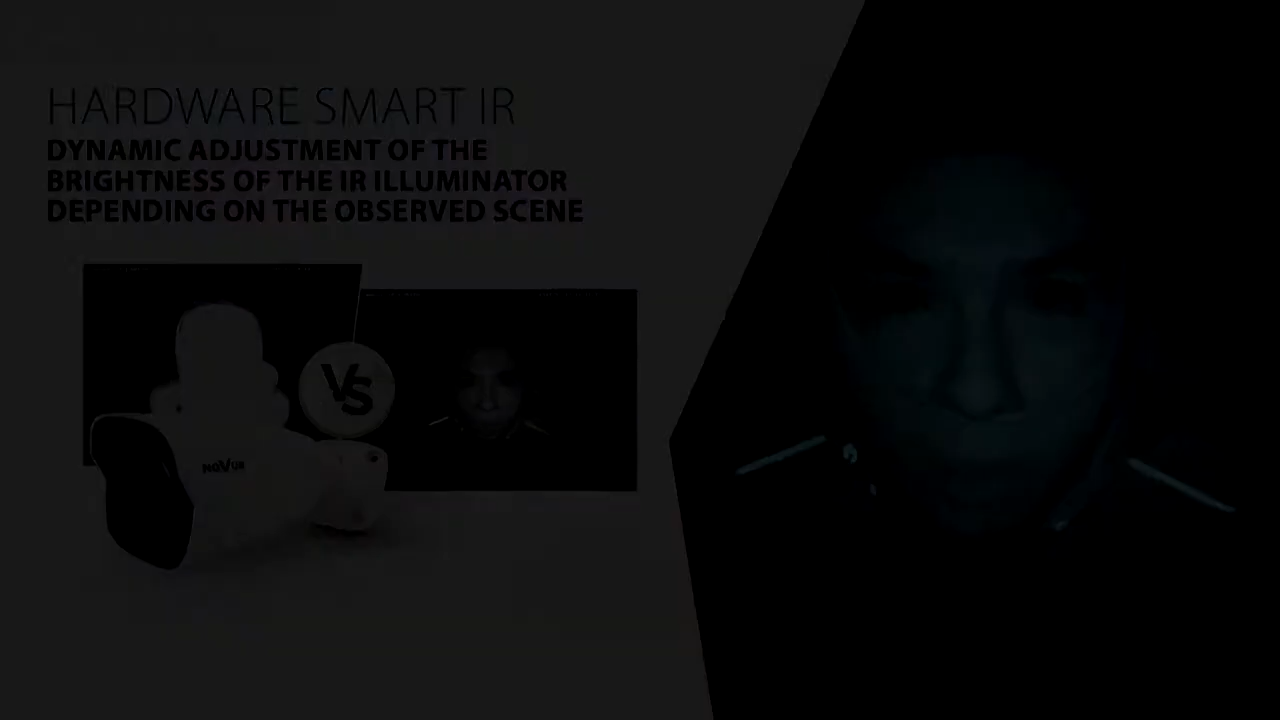 HARDWARE SMART IR
DYNAMIC ADJUSTMENT OF THE
BRIGHTNESS OF THE IR ILLUMINATOR
DEPENDING ON THE OBSERVED SCENE
VS
NOVUS